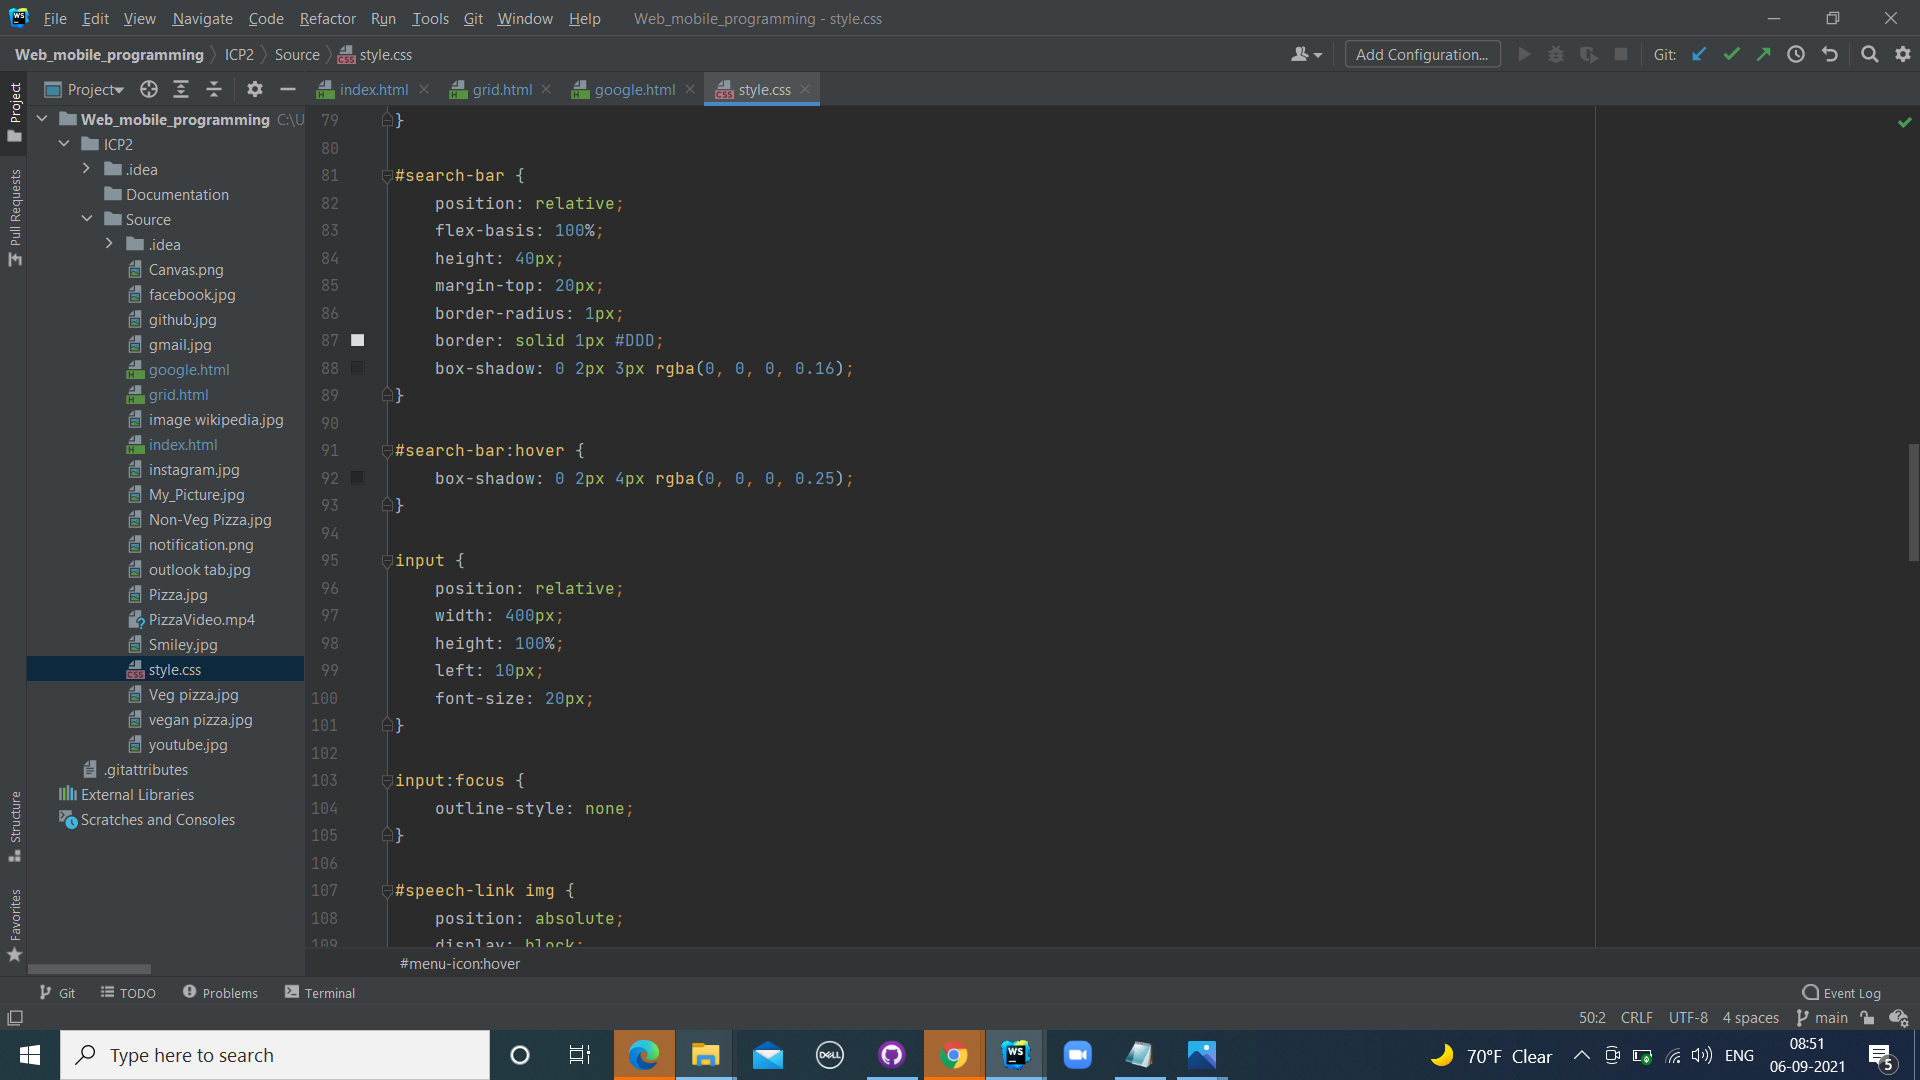 File Edit View Navigate Code Refactor Run Tools Git Window Help Web_mobile_programming - style.css
Web_mobile_programming ICP2 Source style.css Add Configuration... Git:
Project index.html grid.html google.html style.css
Project
Pull Requests
Structure
Favorites
Web_mobile_programming C:\U
ICP2
.idea
Documentation
Source
.idea
Canvas.png
facebook.jpg
github.jpg
gmail.jpg
google.html
grid.html
image wikipedia.jpg
index.html
instagram.jpg
My_Picture.jpg
Non-Veg Pizza.jpg
notification.png
outlook tab.jpg
Pizza.jpg
PizzaVideo.mp4
Smiley.jpg
style.css
Veg pizza.jpg
vegan pizza.jpg
youtube.jpg
.gitattributes
External Libraries
Scratches and Consoles
79 }
80
81 #search-bar {
82 position: relative;
83 flex-basis: 100%;
84 height: 40px;
85 margin-top: 20px;
86 border-radius: 1px;
87 border: solid 1px #DDD;
88 box-shadow: 0 2px 3px rgba(0, 0, 0, 0.16);
89 }
90
91 #search-bar:hover {
92 box-shadow: 0 2px 4px rgba(0, 0, 0, 0.25);
93 }
94
95 input {
96 position: relative;
97 width: 400px;
98 height: 100%;
99 left: 10px;
100 font-size: 20px;
101 }
102
103 input:focus {
104 outline-style: none;
105 }
106
107 #speech-link img {
108 position: absolute;
109 display: block;
#menu-icon:hover
Git TODO Problems Terminal Event Log
50:2 CRLF UTF-8 4 spaces main
Type here to search DELL WS 70°F Clear ENG 08:51
06-09-2021 5